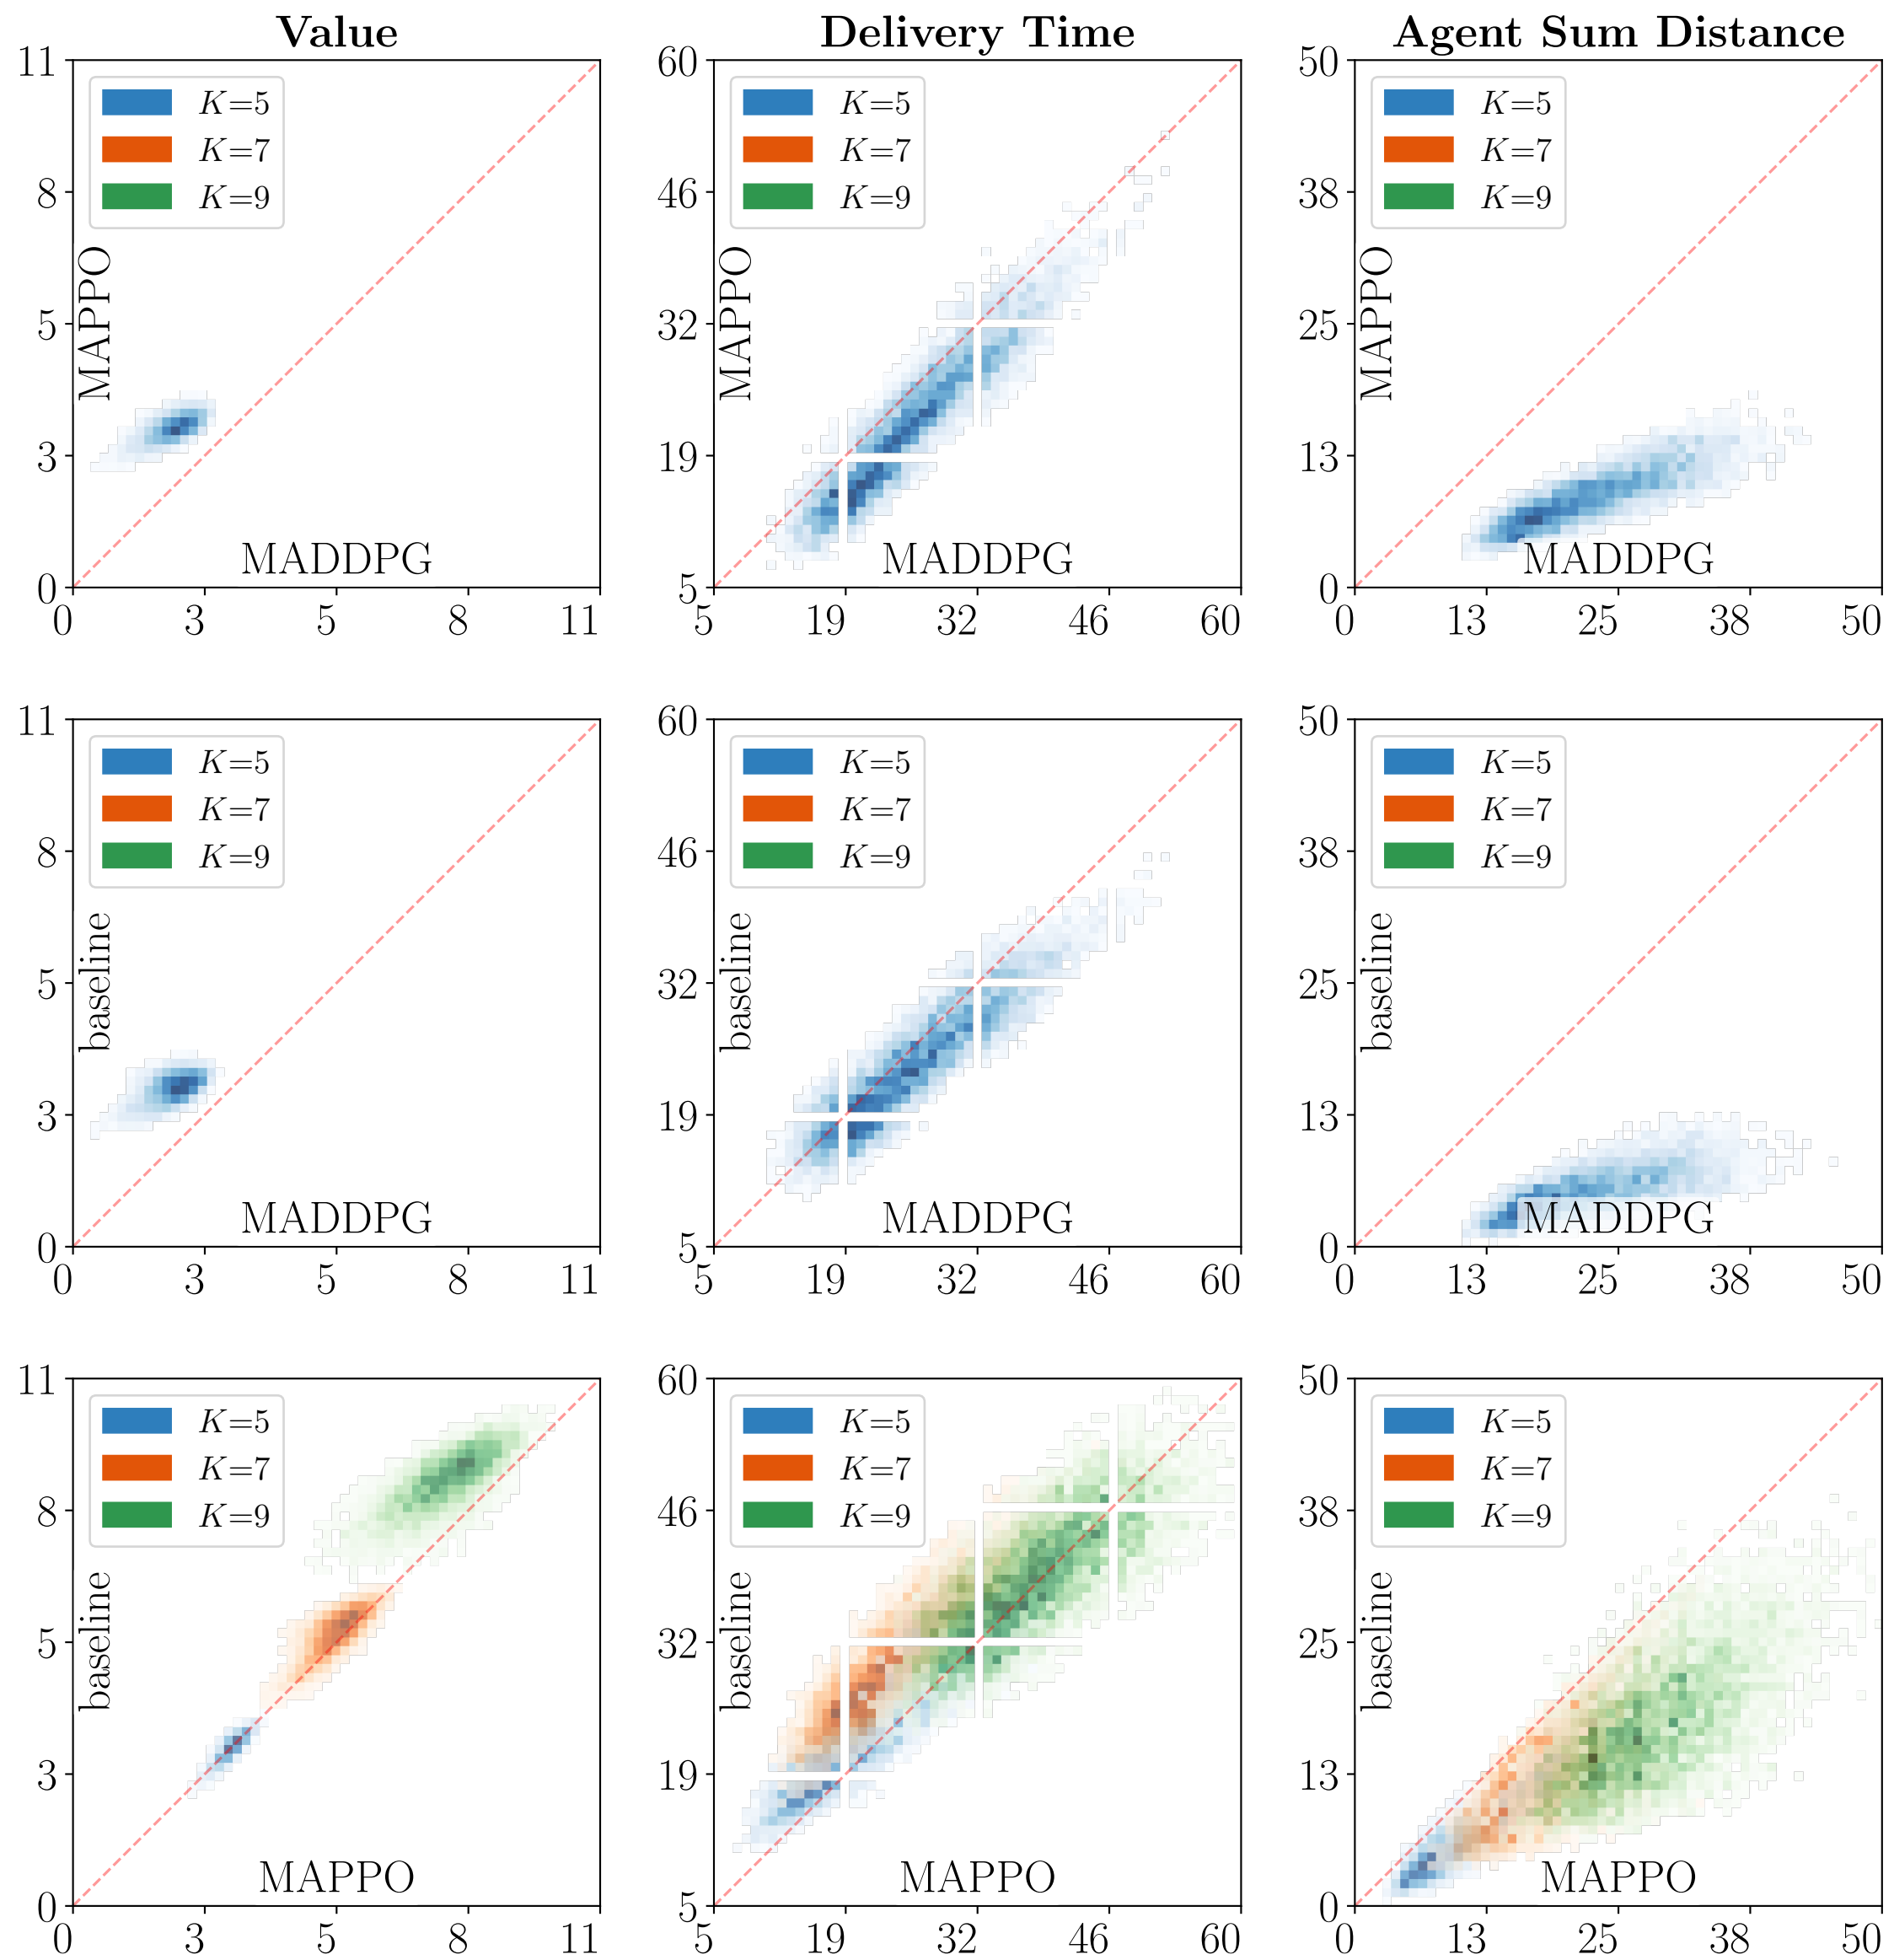 Value
Delivery Time
Agent Sum Distance
11
8
5
3
0
K=5
K=7
K=9
MAPPO
MADDPG
0 3 5 8 11
60
46
32
19
5
K=5
K=7
K=9
MAPPO
MADDPG
5 19 32 46 60
50
38
25
13
0
K=5
K=7
K=9
MAPPO
MADDPG
0 13 25 38 50
11
8
5
3
0
K=5
K=7
K=9
baseline
MADDPG
0 3 5 8 11
60
46
32
19
5
K=5
K=7
K=9
baseline
MADDPG
5 19 32 46 60
50
38
25
13
0
K=5
K=7
K=9
baseline
MADDPG
0 13 25 38 50
11
8
5
3
0
K=5
K=7
K=9
baseline
MAPPO
0 3 5 8 11
60
46
32
19
5
K=5
K=7
K=9
baseline
MAPPO
5 19 32 46 60
50
38
25
13
0
K=5
K=7
K=9
baseline
MAPPO
0 13 25 38 50